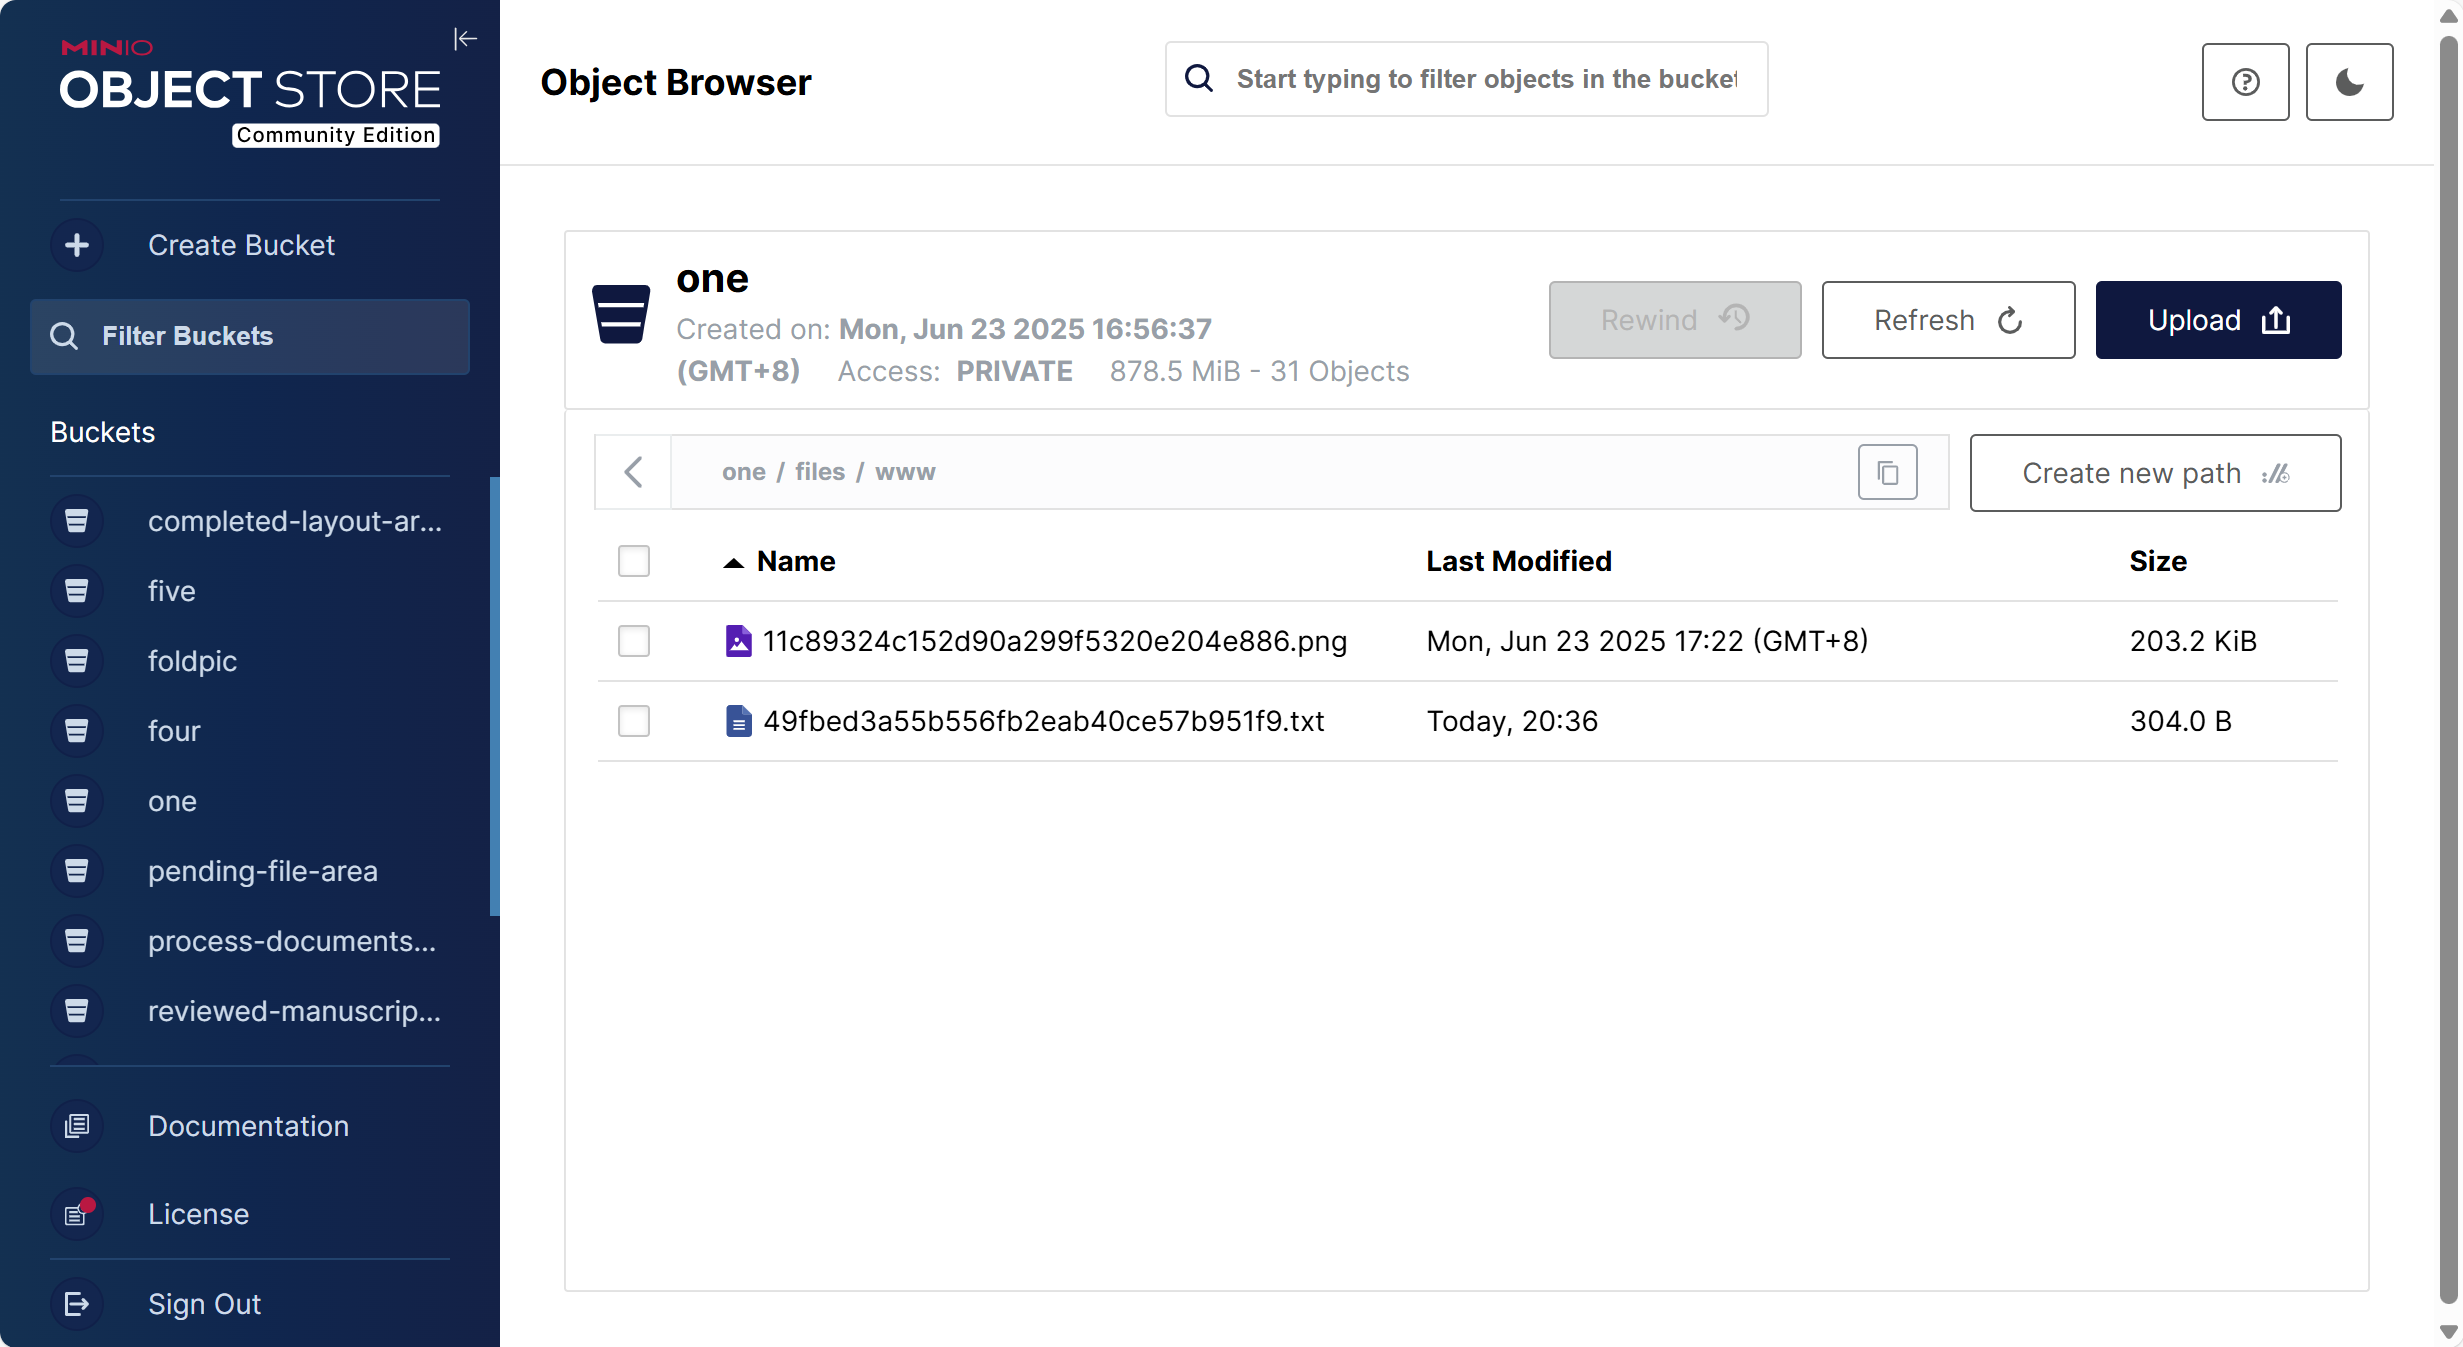 MINIO
OBJECT STORE
Community Edition
Create Bucket
Filter Buckets
Buckets
completed-layout-ar...
five
foldpic
four
one
pending-file-area
process-documents...
reviewed-manuscrip...
Documentation
License
Sign Out
Object Browser
Start typing to filter objects in the bucket
one
Created on: Mon, Jun 23 2025 16:56:37
(GMT+8) Access: PRIVATE 878.5 MiB - 31 Objects
Rewind
Refresh
Upload
one / files / www
Create new path
Name Last Modified Size
11c89324c152d90a299f5320e204e886.png Mon, Jun 23 2025 17:22 (GMT+8) 203.2 KiB
49fbed3a55b556fb2eab40ce57b951f9.txt Today, 20:36 304.0 B